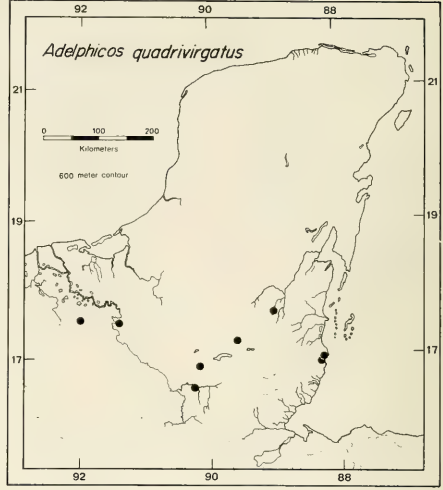 92 90 88
Adelphicos quadrivirgatus
21 21
0 100 200
Kilometers
600 meter contour
19 19
17 17
92 90 88